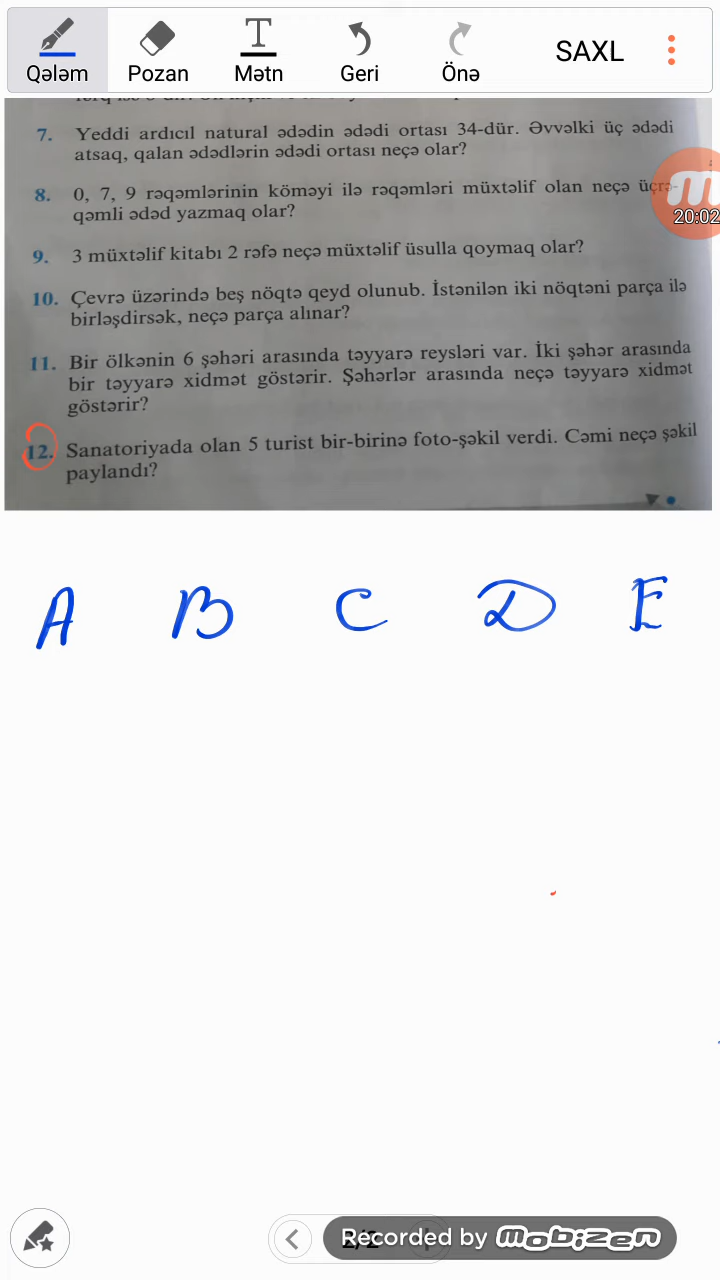 Qələm Pozan Mətn Geri Önə SAXL
7. Yeddi ardıcıl natural ədədin ədədi ortası 34-dür. Əvvəlki üç ədədi
atsaq, qalan ədədlərin ədədi ortası neçə olar?
8. 0, 7, 9 rəqəmlərinin köməyi ilə rəqəmləri müxtəlif olan neçə üçrə-
qəmli ədəd yazmaq olar?
20:02
9. 3 müxtəlif kitabı 2 rəfə neçə müxtəlif üsulla qoymaq olar?
10. Çevrə üzərində beş nöqtə qeyd olunub. İstənilən iki nöqtəni parça ilə
birləşdirsək, neçə parça alınar?
11. Bir ölkənin 6 şəhəri arasında təyyarə reysləri var. İki şəhər arasında
bir təyyarə xidmət göstərir. Şəhərlər arasında neçə təyyarə xidmət
göstərir?
12. Sanatoriyada olan 5 turist bir-birinə foto-şəkil verdi. Cəmi neçə şəkil
paylandı?
A B C D E
Recorded by mobizen